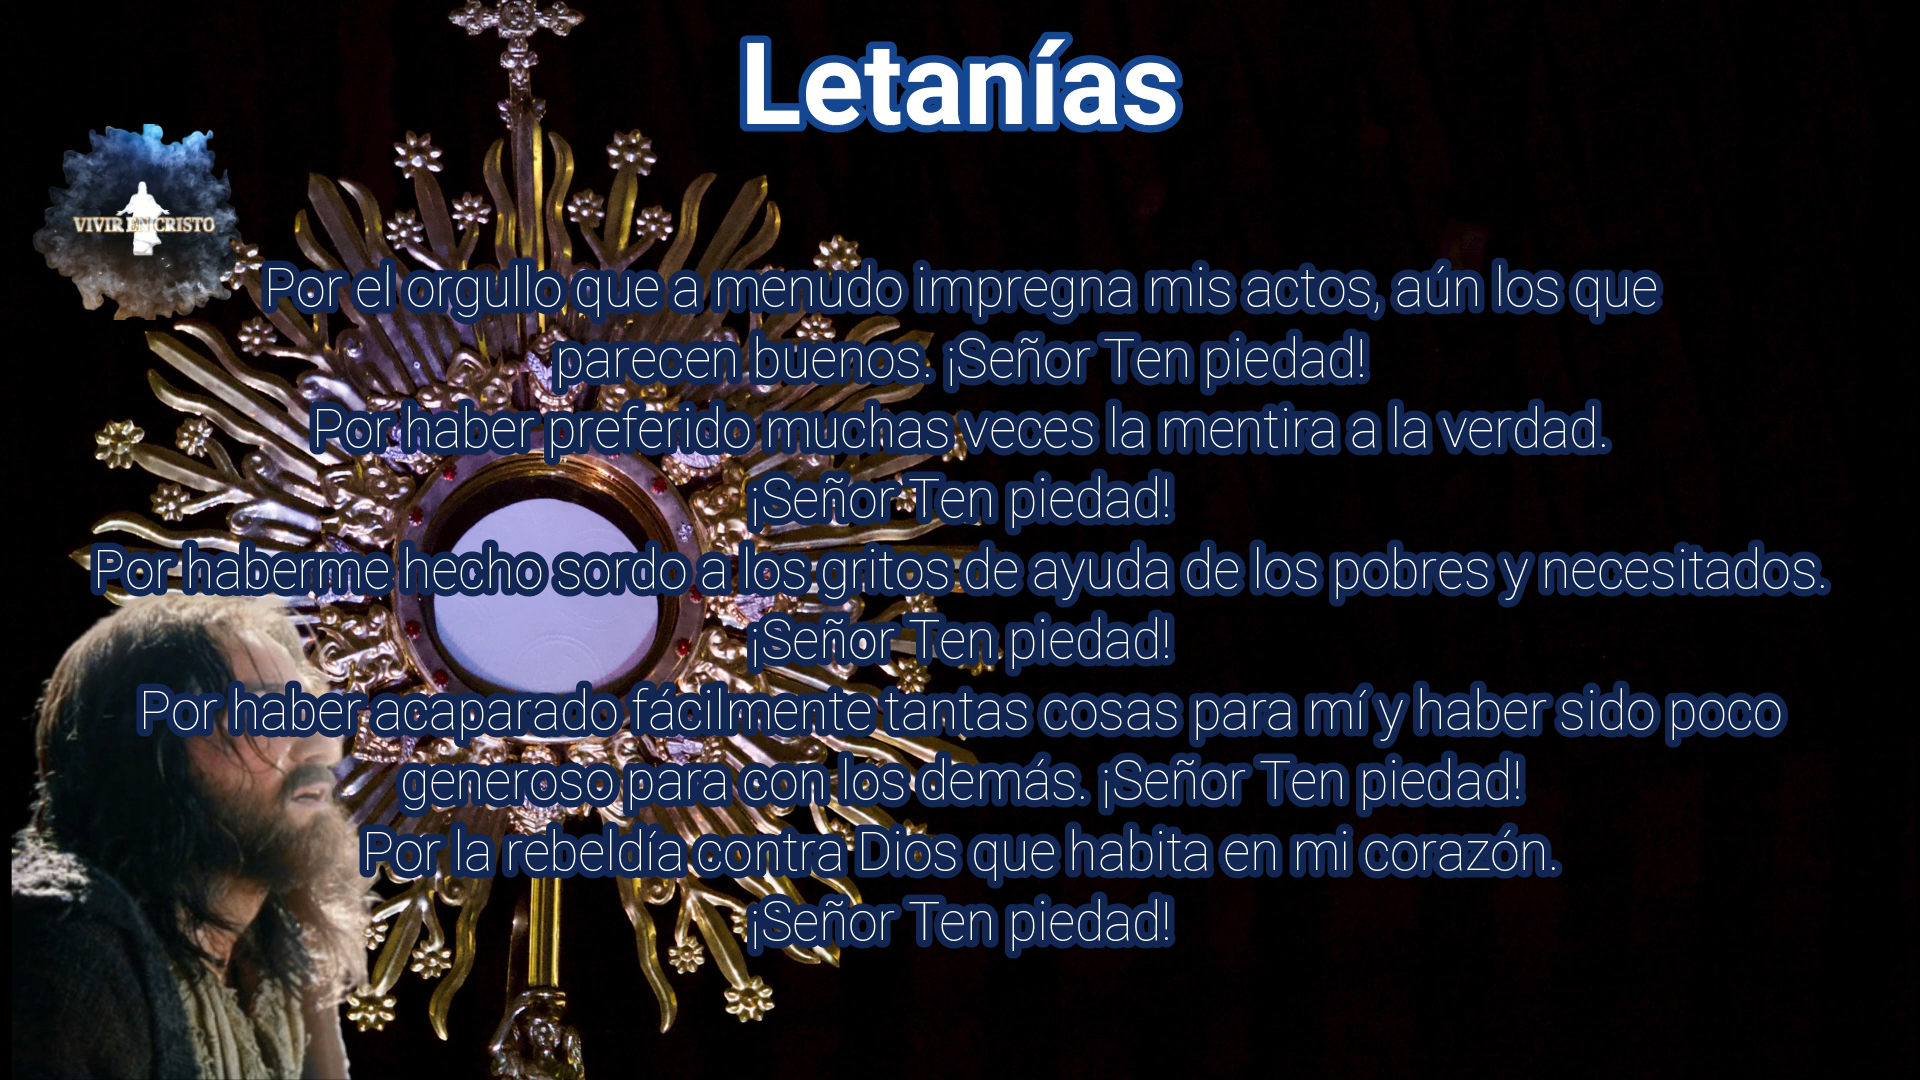 Letanías
VIVIR EN CRISTO
Por el orgullo que a menudo impregna mis actos, aún los que
parecen buenos. ¡Señor Ten piedad!
Por haber preferido muchas veces la mentira a la verdad.
¡Señor Ten piedad!
Por haberme hecho sordo a los gritos de ayuda de los pobres y necesitados.
¡Señor Ten piedad!
Por haber acaparado fácilmente tantas cosas para mí y haber sido poco
generoso para con los demás. ¡Señor Ten piedad!
Por la rebeldía contra Dios que habita en mi corazón.
¡Señor Ten piedad!